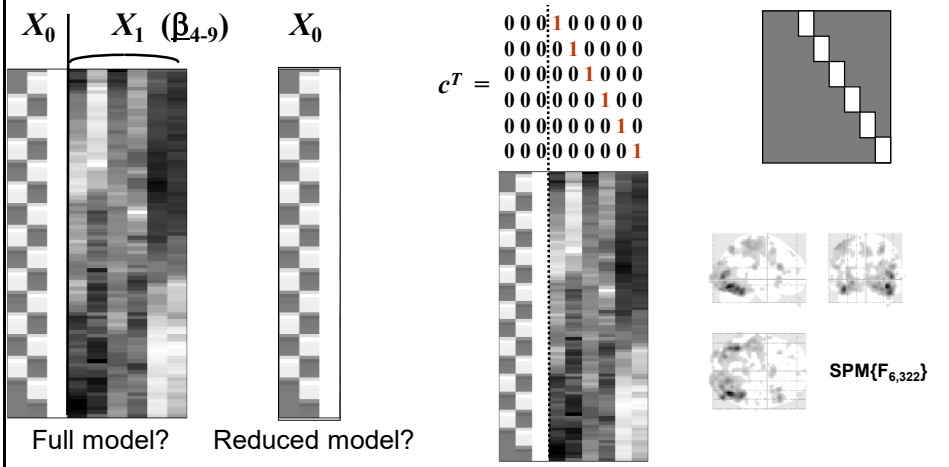 X₀ X₁ (β₄₋₉)
Full model?
X₀
Reduced model?
cᵀ =
0 0 0 1 0 0 0 0 0
0 0 0 0 1 0 0 0 0
0 0 0 0 0 1 0 0 0
0 0 0 0 0 0 1 0 0
0 0 0 0 0 0 0 1 0
0 0 0 0 0 0 0 0 1
SPM{F₆,₃₂₂}